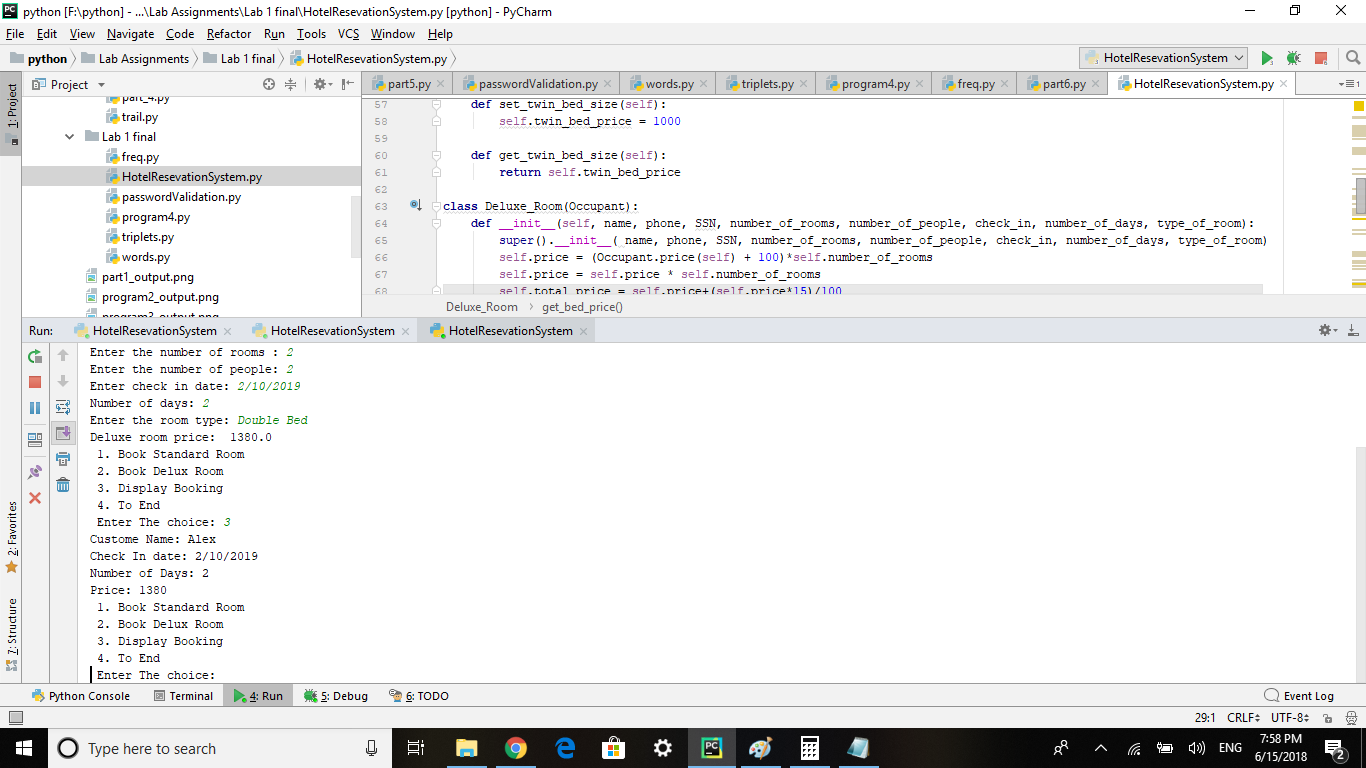 python [F:\python] - ...\Lab Assignments\Lab 1 final\HotelResevationSystem.py [python] - PyCharm
File Edit View Navigate Code Refactor Run Tools VCS Window Help
python Lab Assignments Lab 1 final HotelResevationSystem.py HotelResevationSystem
1: Project
Project
part5.py passwordValidation.py words.py triplets.py program4.py freq.py part6.py HotelResevationSystem.py
part_4.py
trail.py
Lab 1 final
freq.py
HotelResevationSystem.py
passwordValidation.py
program4.py
triplets.py
words.py
part1_output.png
program2_output.png
program3_output.png
57 def set_twin_bed_size(self):
58 self.twin_bed_price = 1000
59
60 def get_twin_bed_size(self):
61 return self.twin_bed_price
62
63 class Deluxe_Room(Occupant):
64 def __init__(self, name, phone, SSN, number_of_rooms, number_of_people, check_in, number_of_days, type_of_room):
65 super().__init__( name, phone, SSN, number_of_rooms, number_of_people, check_in, number_of_days, type_of_room)
66 self.price = (Occupant.price(self) + 100)*self.number_of_rooms
67 self.price = self.price * self.number_of_rooms
68 self.total_price = self.price+(self.price*15)/100
Deluxe_Room get_bed_price()
Run: HotelResevationSystem HotelResevationSystem HotelResevationSystem
Enter the number of rooms : 2
Enter the number of people: 2
Enter check in date: 2/10/2019
Number of days: 2
Enter the room type: Double Bed
Deluxe room price:  1380.0
1. Book Standard Room
2. Book Delux Room
3. Display Booking
4. To End
Enter The choice: 3
Custome Name: Alex
Check In date: 2/10/2019
Number of Days: 2
Price: 1380
1. Book Standard Room
2. Book Delux Room
3. Display Booking
4. To End
Enter The choice:
2: Favorites
7: Structure
Python Console Terminal 4: Run 5: Debug 6: TODO Event Log
29:1 CRLF UTF-8
Type here to search
ENG
7:58 PM
6/15/2018
2